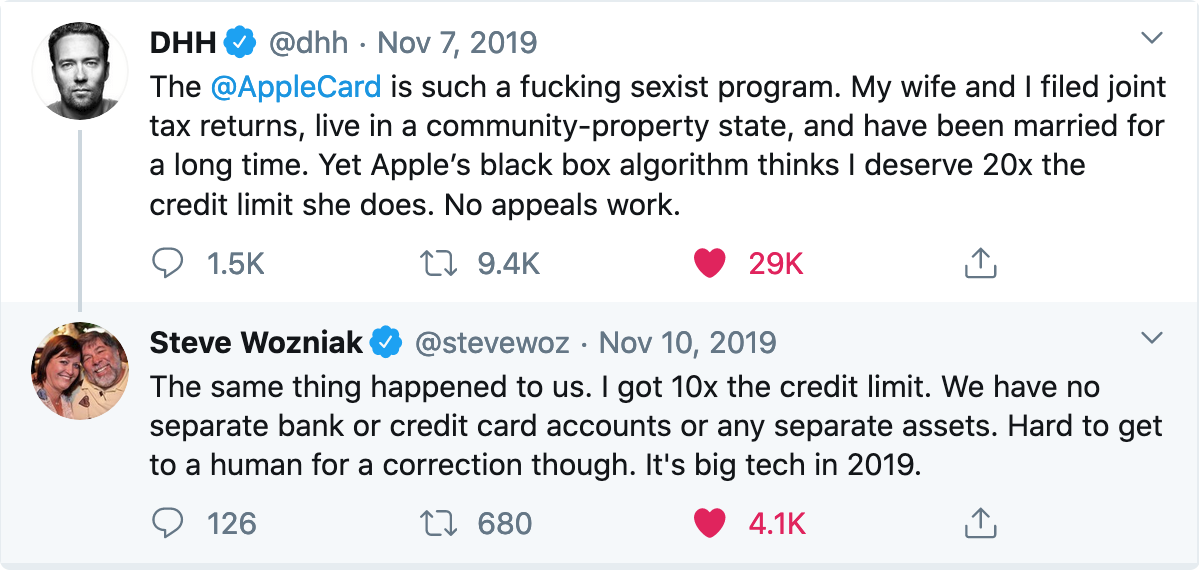 DHH @dhh · Nov 7, 2019
The @AppleCard is such a fucking sexist program. My wife and I filed joint
tax returns, live in a community-property state, and have been married for
a long time. Yet Apple’s black box algorithm thinks I deserve 20x the
credit limit she does. No appeals work.
1.5K 9.4K 29K
Steve Wozniak @stevewoz · Nov 10, 2019
The same thing happened to us. I got 10x the credit limit. We have no
separate bank or credit card accounts or any separate assets. Hard to get
to a human for a correction though. It's big tech in 2019.
126 680 4.1K